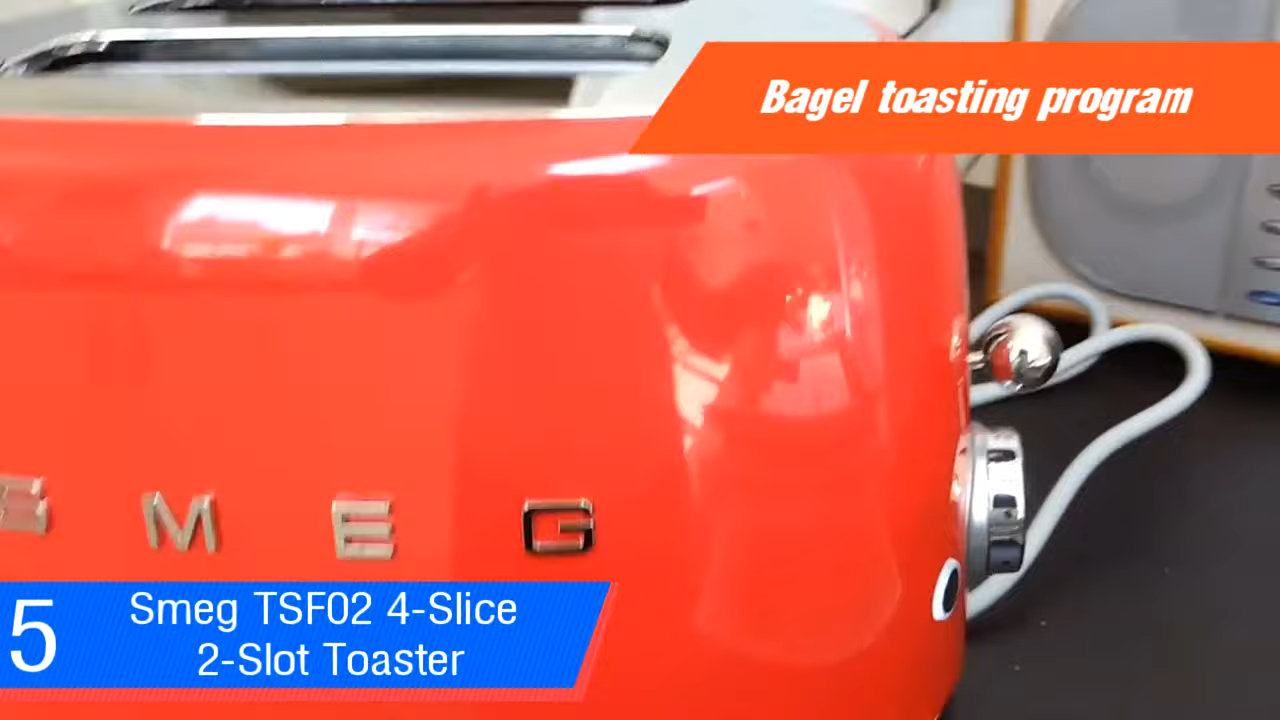 Bagel toasting program
SMEG
5
Smeg TSF02 4-Slice
2-Slot Toaster